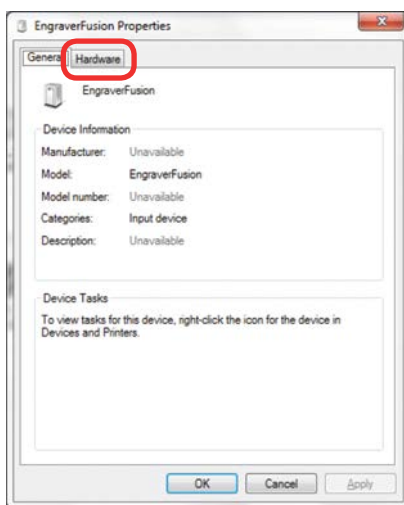 EngraverFusion Properties
General Hardware
EngraverFusion
Device Information
Manufacturer: Unavailable
Model: EngraverFusion
Model number: Unavailable
Categories: Input device
Description: Unavailable
Device Tasks
To view tasks for this device, right-click the icon for the device in
Devices and Printers.
OK Cancel Apply